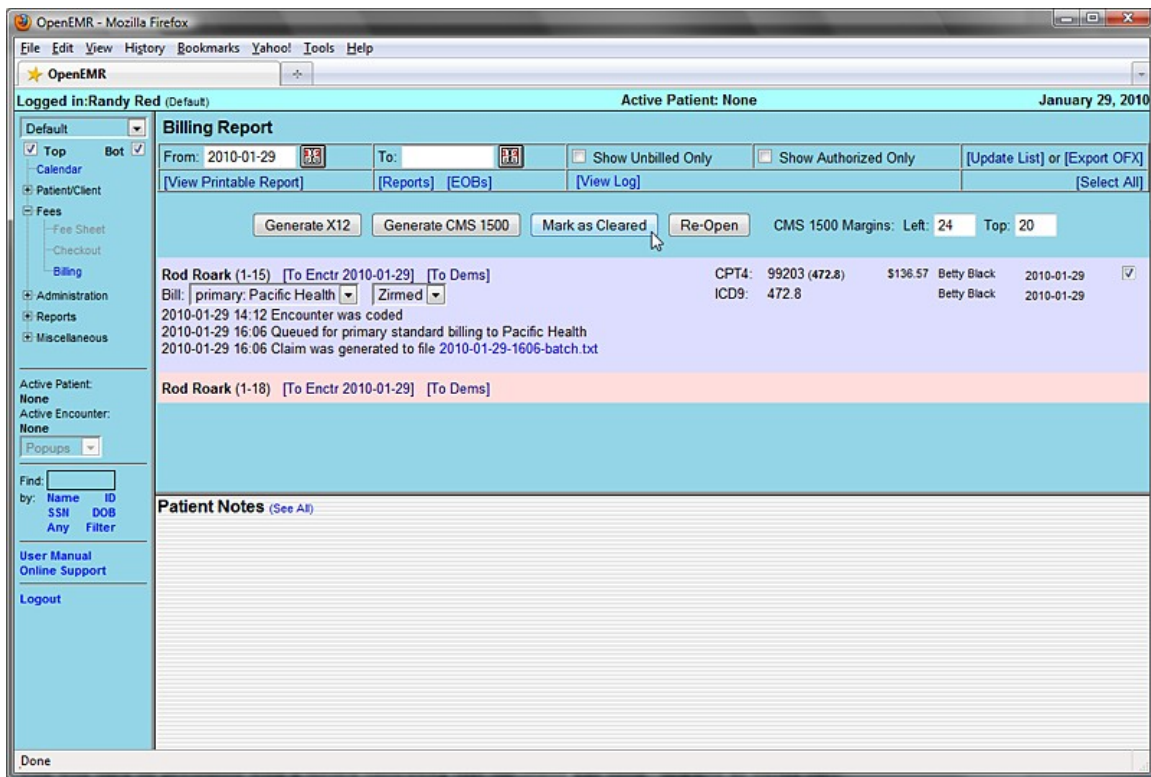 OpenEMR - Mozilla Firefox
File Edit View History Bookmarks Yahoo! Tools Help
OpenEMR
Logged in:Randy Red (Default) Active Patient: None January 29, 2010
Default
Top Bot
Calendar
Patient/Client
Fees
Fee Sheet
Checkout
Billing
Administration
Reports
Miscellaneous
Active Patient:
None
Active Encounter:
None
Popups
Find:
by: Name ID
SSN DOB
Any Filter
User Manual
Online Support
Logout
Billing Report
From: 2010-01-29 To: Show Unbilled Only Show Authorized Only [Update List] or [Export OFX]
[View Printable Report] [Reports] [EOBs] [View Log] [Select All]
Generate X12 Generate CMS 1500 Mark as Cleared Re-Open CMS 1500 Margins: Left: 24 Top: 20
Rod Roark (1-15) [To Enctr 2010-01-29] [To Dems] CPT4: 99203 (472.8) $136.57 Betty Black 2010-01-29
Bill: primary: Pacific Health Zirmed ICD9: 472.8 Betty Black 2010-01-29
2010-01-29 14:12 Encounter was coded
2010-01-29 16:06 Queued for primary standard billing to Pacific Health
2010-01-29 16:06 Claim was generated to file 2010-01-29-1606-batch.txt
Rod Roark (1-18) [To Enctr 2010-01-29] [To Dems]
Patient Notes (See All)
Done